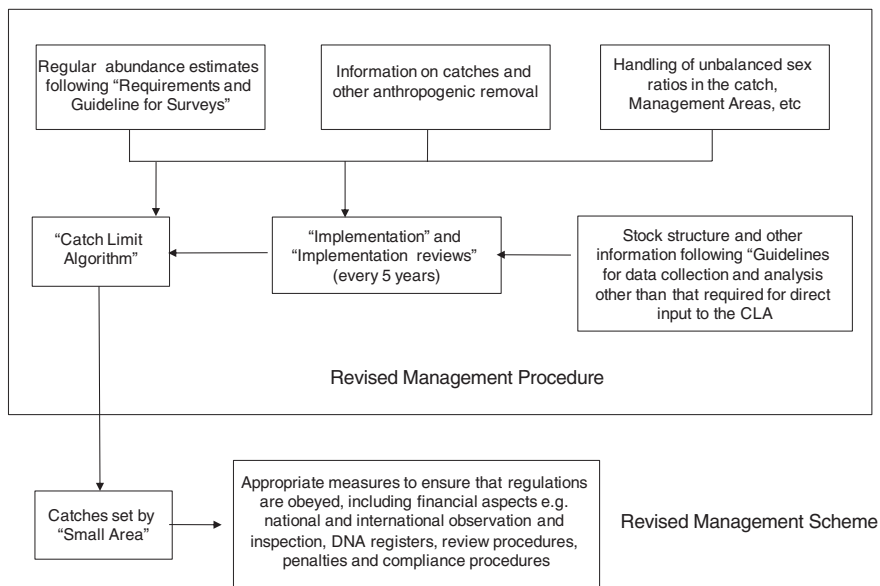 Regular abundance estimates
following “Requirements and
Guideline for Surveys”
Information on catches and
other anthropogenic removal
Handling of unbalanced sex
ratios in the catch,
Management Areas, etc
“Catch Limit
Algorithm”
“Implementation” and
“Implementation reviews”
(every 5 years)
Stock structure and other
information following “Guidelines
for data collection and analysis
other than that required for direct
input to the CLA
Revised Management Procedure
Catches set by
“Small Area”
Appropriate measures to ensure that regulations
are obeyed, including financial aspects e.g.
national and international observation and
inspection, DNA registers, review procedures,
penalties and compliance procedures
Revised Management Scheme